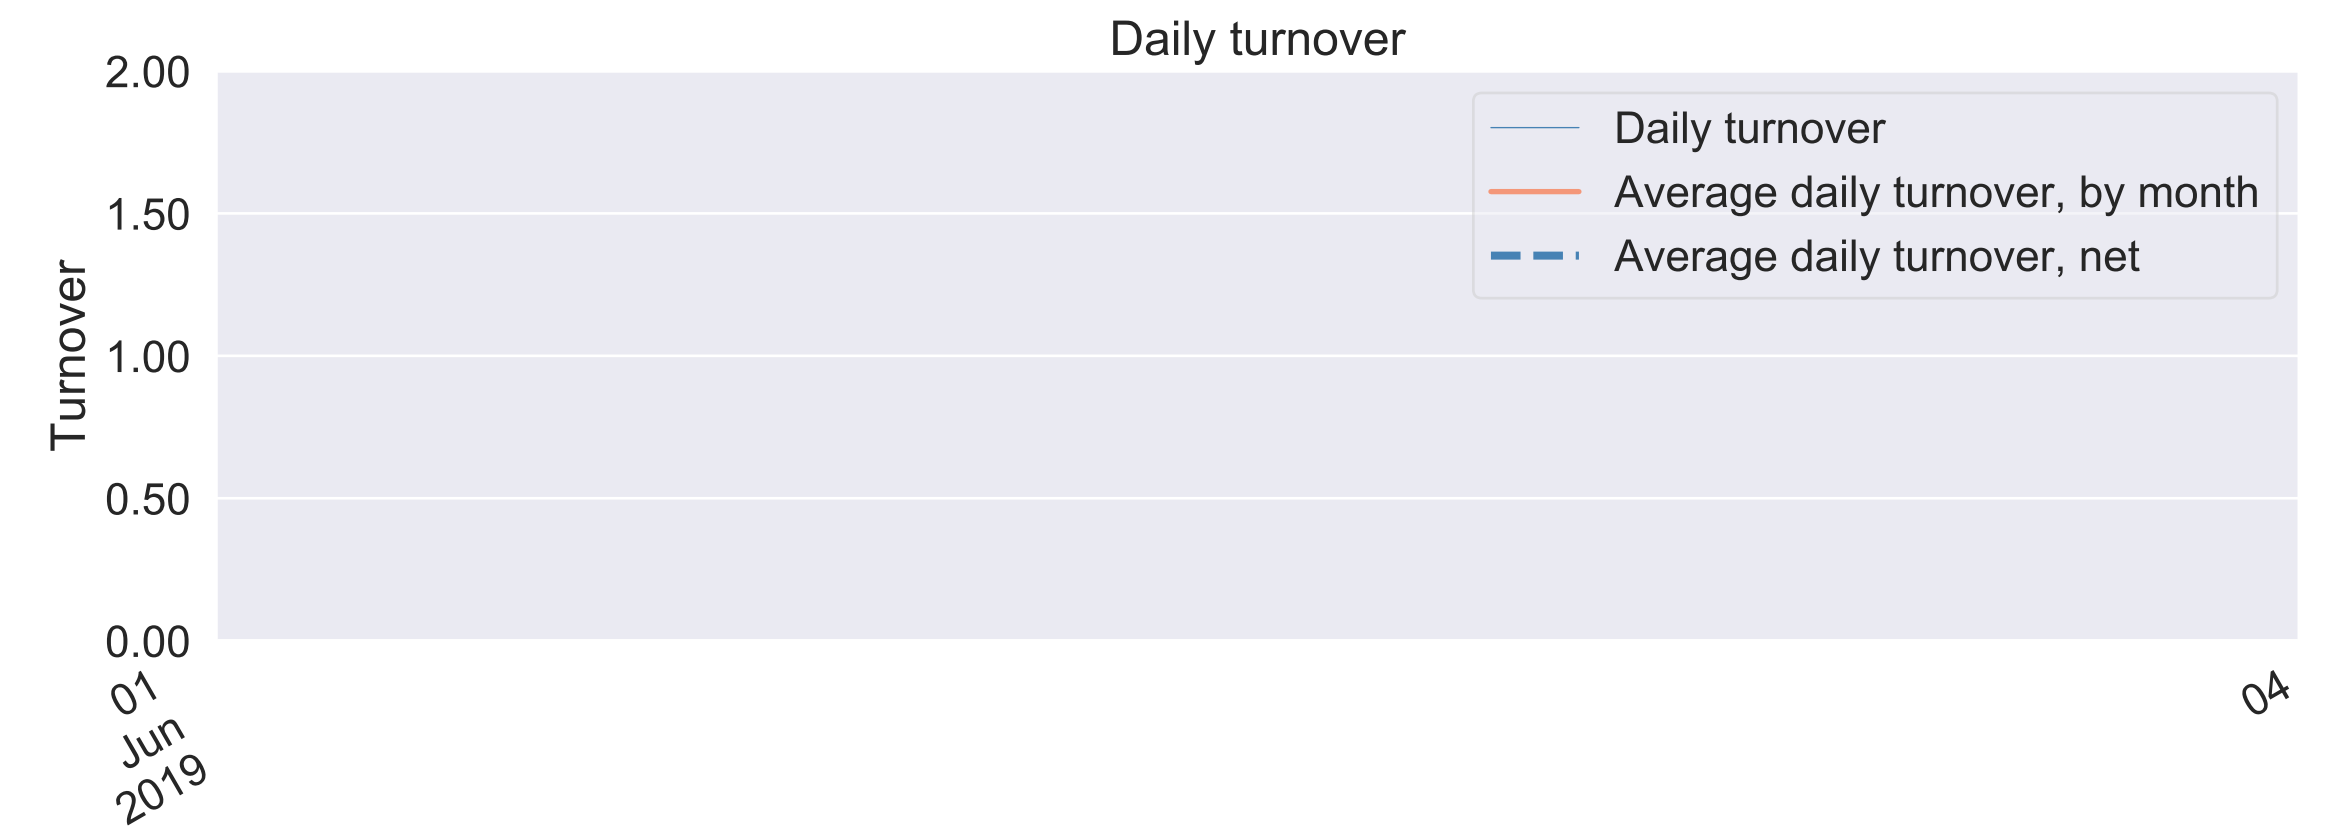 Daily turnover
2.00
1.50
1.00
0.50
0.00
Turnover
Daily turnover
Average daily turnover, by month
Average daily turnover, net
01
Jun
2019
04